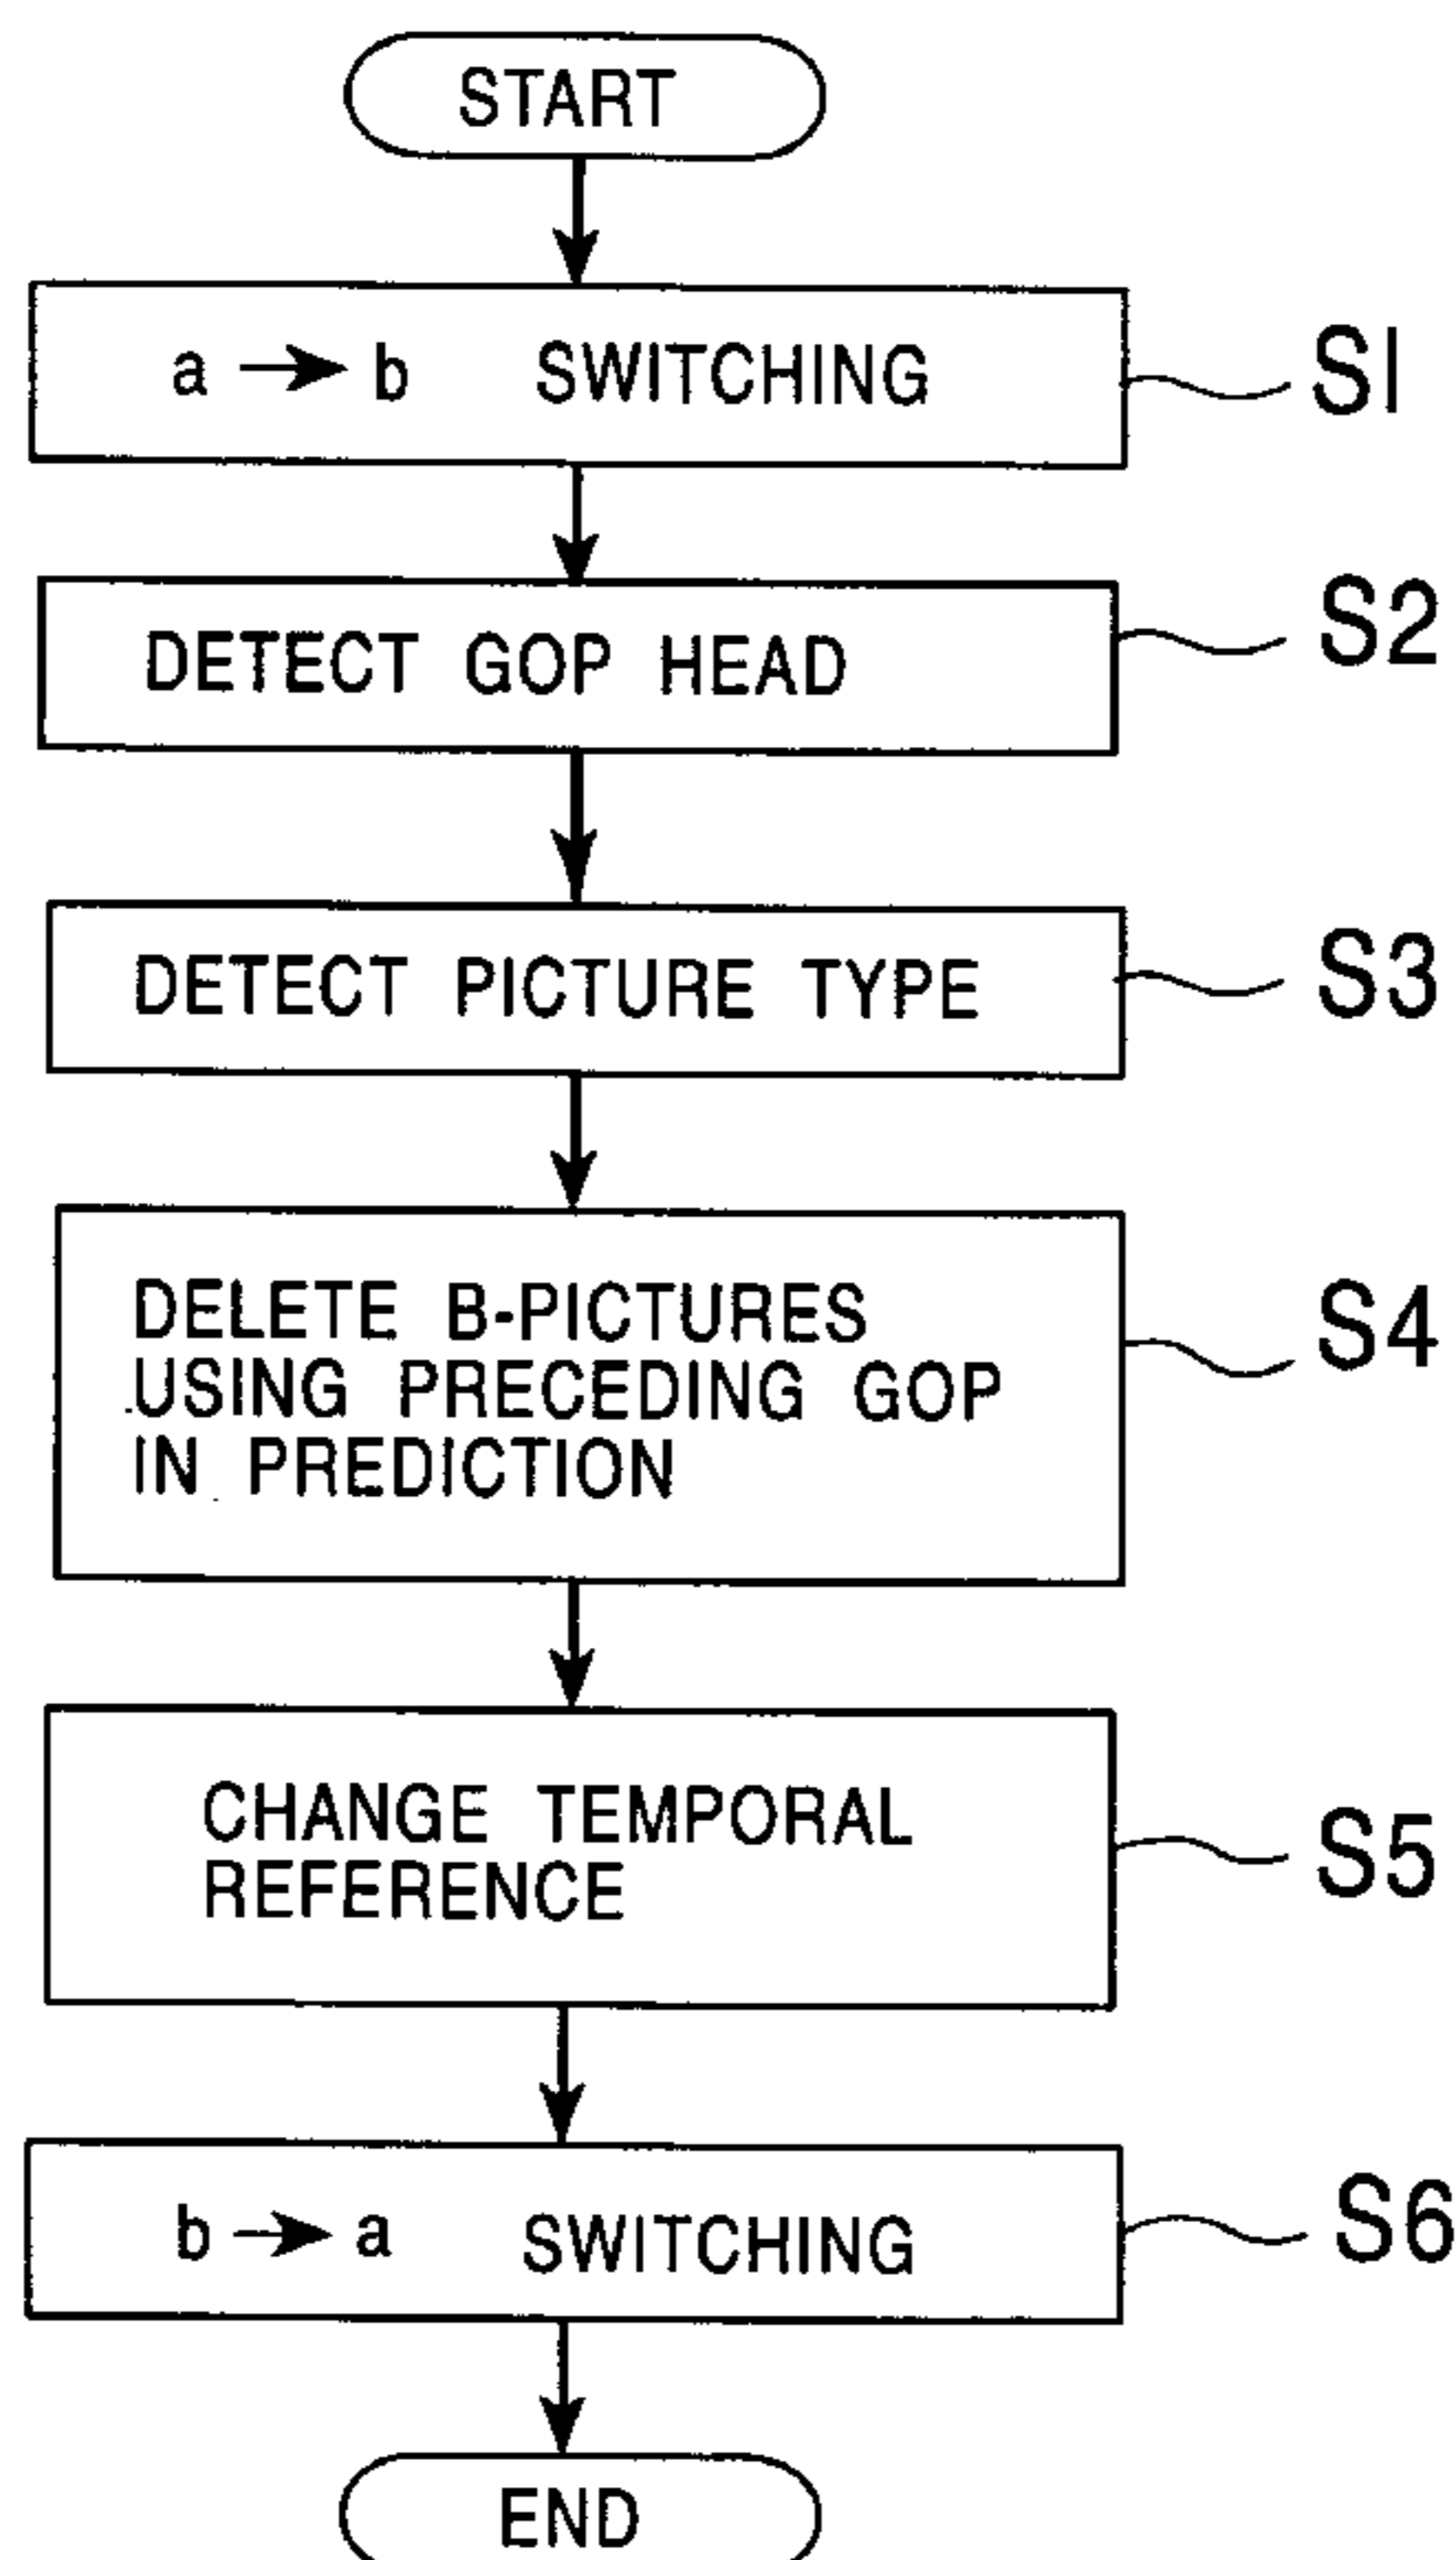 START
a → b SWITCHING
S1
DETECT GOP HEAD
S2
DETECT PICTURE TYPE
S3
DELETE B-PICTURES
USING PRECEDING GOP
IN PREDICTION
S4
CHANGE TEMPORAL
REFERENCE
S5
b → a SWITCHING
S6
END